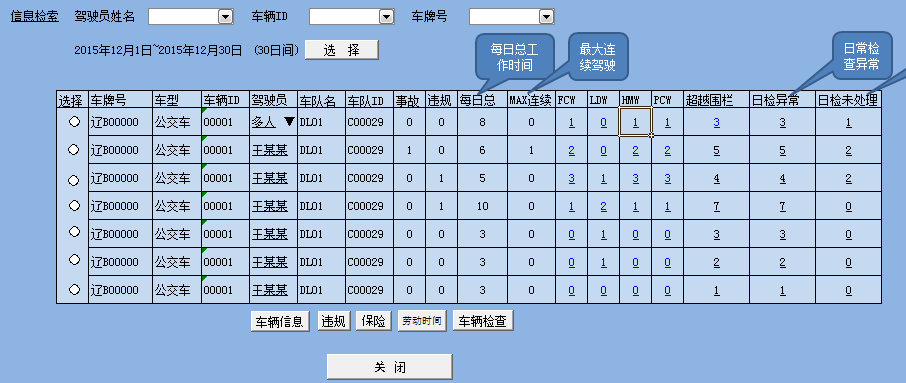 信息检索 驾驶员姓名 车辆ID 车牌号
2015年12月1日~2015年12月30日 (30日间) 选 择
每日总工
作时间
最大连
续驾驶
日常检
查异常
选择 车牌号 车型 车辆ID 驾驶员 车队名 车队ID 事故 违规 每日总 MAX连续 FCW LDW HMW PCW 超越围栏 日检异常 日检未处理
辽B00000 公交车 00001 多人 DL01 C00029 0 0 8 0 1 0 1 1 3 3 1
辽B00000 公交车 00001 王某某 DL01 C00029 1 0 6 1 2 0 2 2 5 5 2
辽B00000 公交车 00001 王某某 DL01 C00029 0 1 5 0 3 1 3 3 4 4 2
辽B00000 公交车 00001 王某某 DL01 C00029 0 1 10 0 1 2 1 1 7 7 0
辽B00000 公交车 00001 王某某 DL01 C00029 0 0 3 0 0 1 0 0 3 3 0
辽B00000 公交车 00001 王某某 DL01 C00029 0 0 3 0 0 1 0 0 2 2 0
辽B00000 公交车 00001 王某某 DL01 C00029 0 0 3 0 0 0 0 0 1 1 0
车辆信息 违规 保险 劳动时间 车辆检查
关 闭